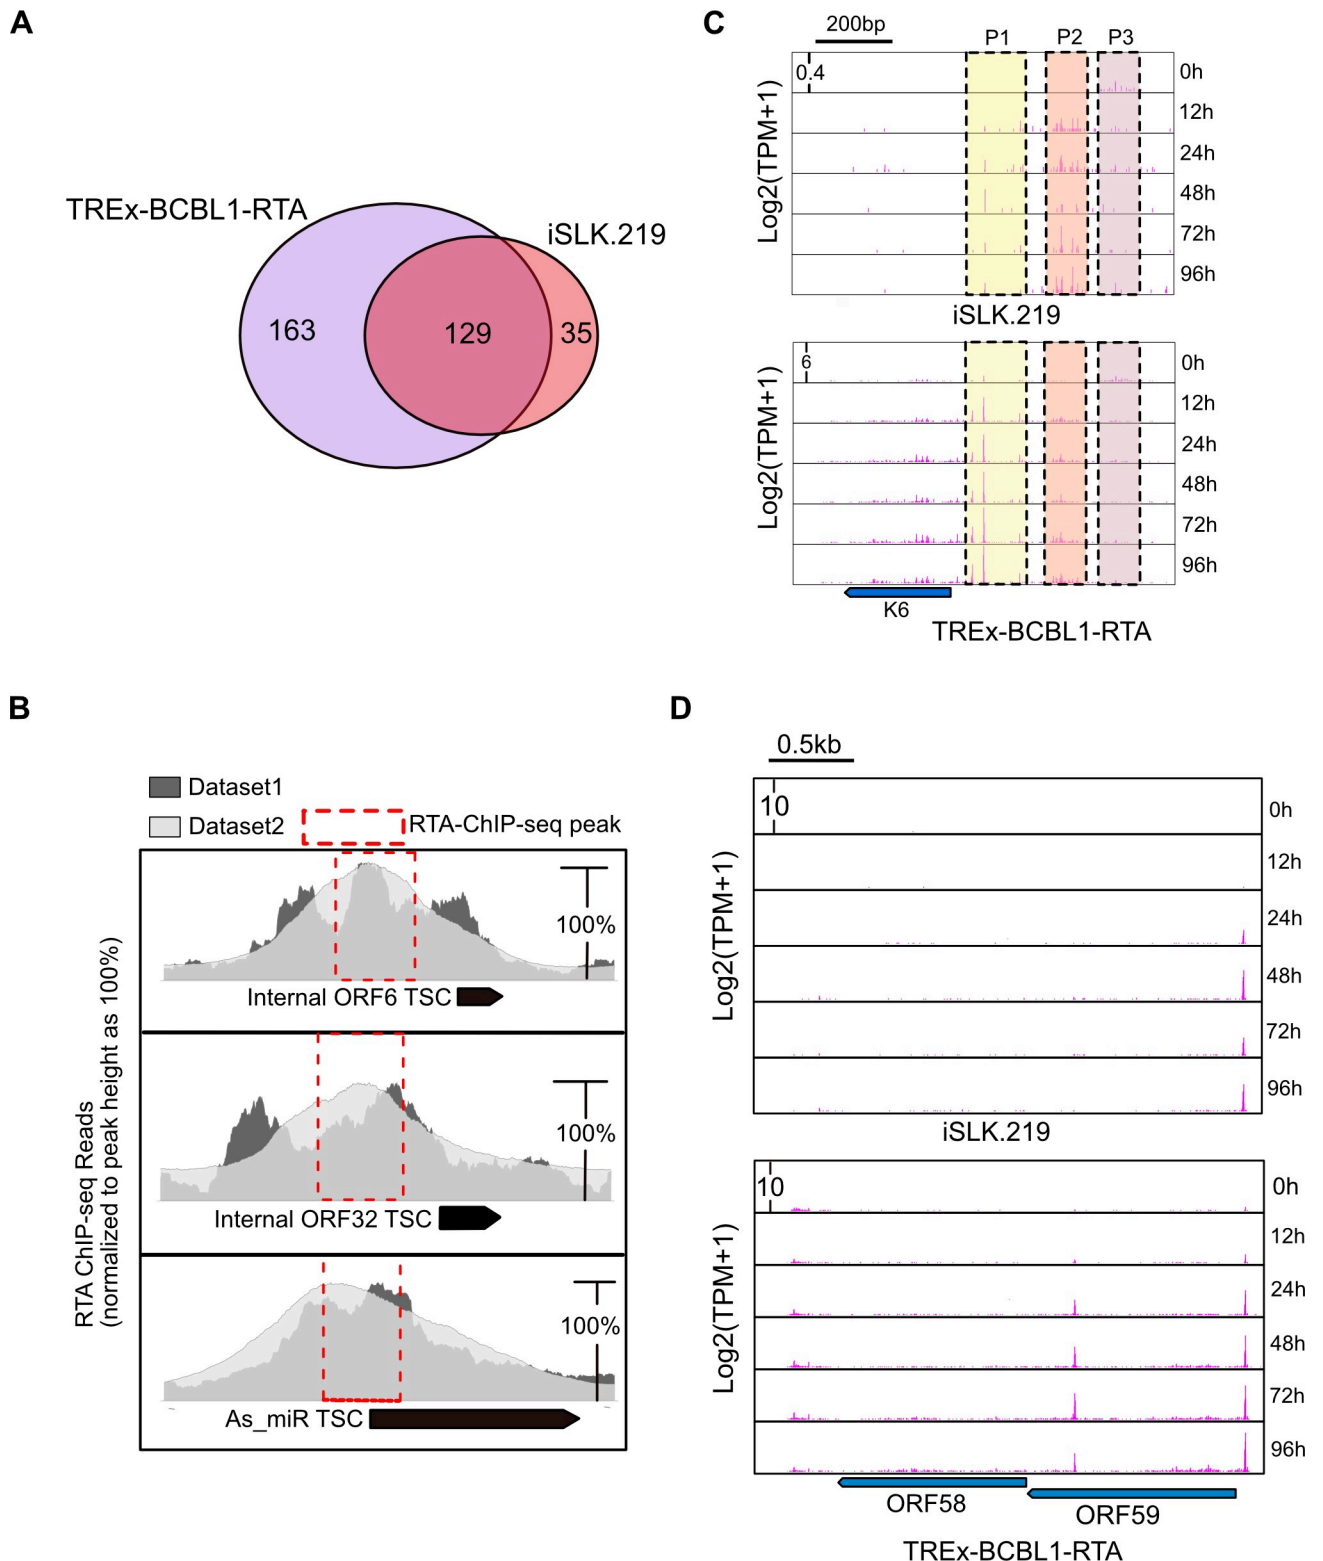 A
TREx-BCBL1-RTA
iSLK.219
163
129
35
C
200bp
P1 P2 P3
0.4
0h
12h
24h
48h
72h
96h
Log2(TPM+1)
iSLK.219
6
0h
12h
24h
48h
72h
96h
Log2(TPM+1)
K6
TREx-BCBL1-RTA
B
Dataset1
Dataset2
RTA-ChIP-seq peak
100%
Internal ORF6 TSC
100%
Internal ORF32 TSC
100%
As_miR TSC
RTA ChIP-seq Reads
(normalized to peak height as 100%)
D
0.5kb
10
0h
12h
24h
48h
72h
96h
Log2(TPM+1)
iSLK.219
10
0h
12h
24h
48h
72h
96h
Log2(TPM+1)
ORF58
ORF59
TREx-BCBL1-RTA